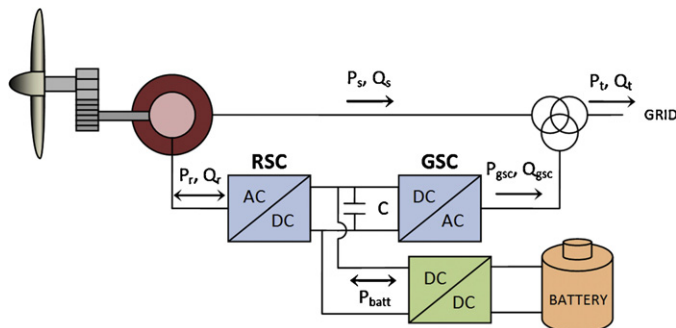 Ps, Qs
Pt, Qt
GRID
RSC
GSC
Pr, Qr
Pgsc, Qgsc
AC
DC
C
DC
AC
Pbatt
DC
DC
BATTERY